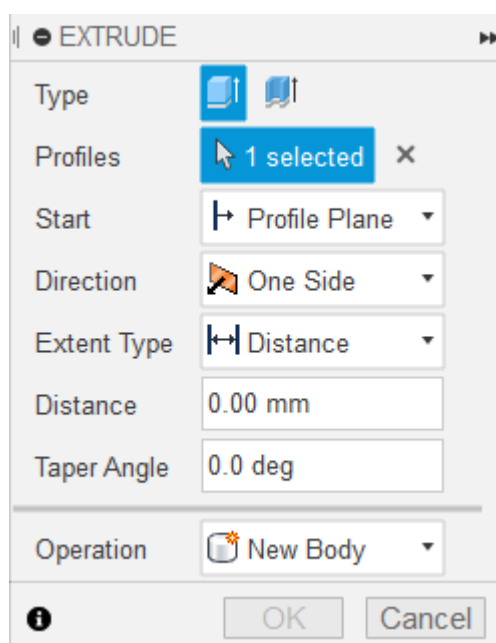 EXTRUDE
Type
Profiles 1 selected
Start Profile Plane
Direction One Side
Extent Type Distance
Distance 0.00 mm
Taper Angle 0.0 deg
Operation New Body
OK Cancel